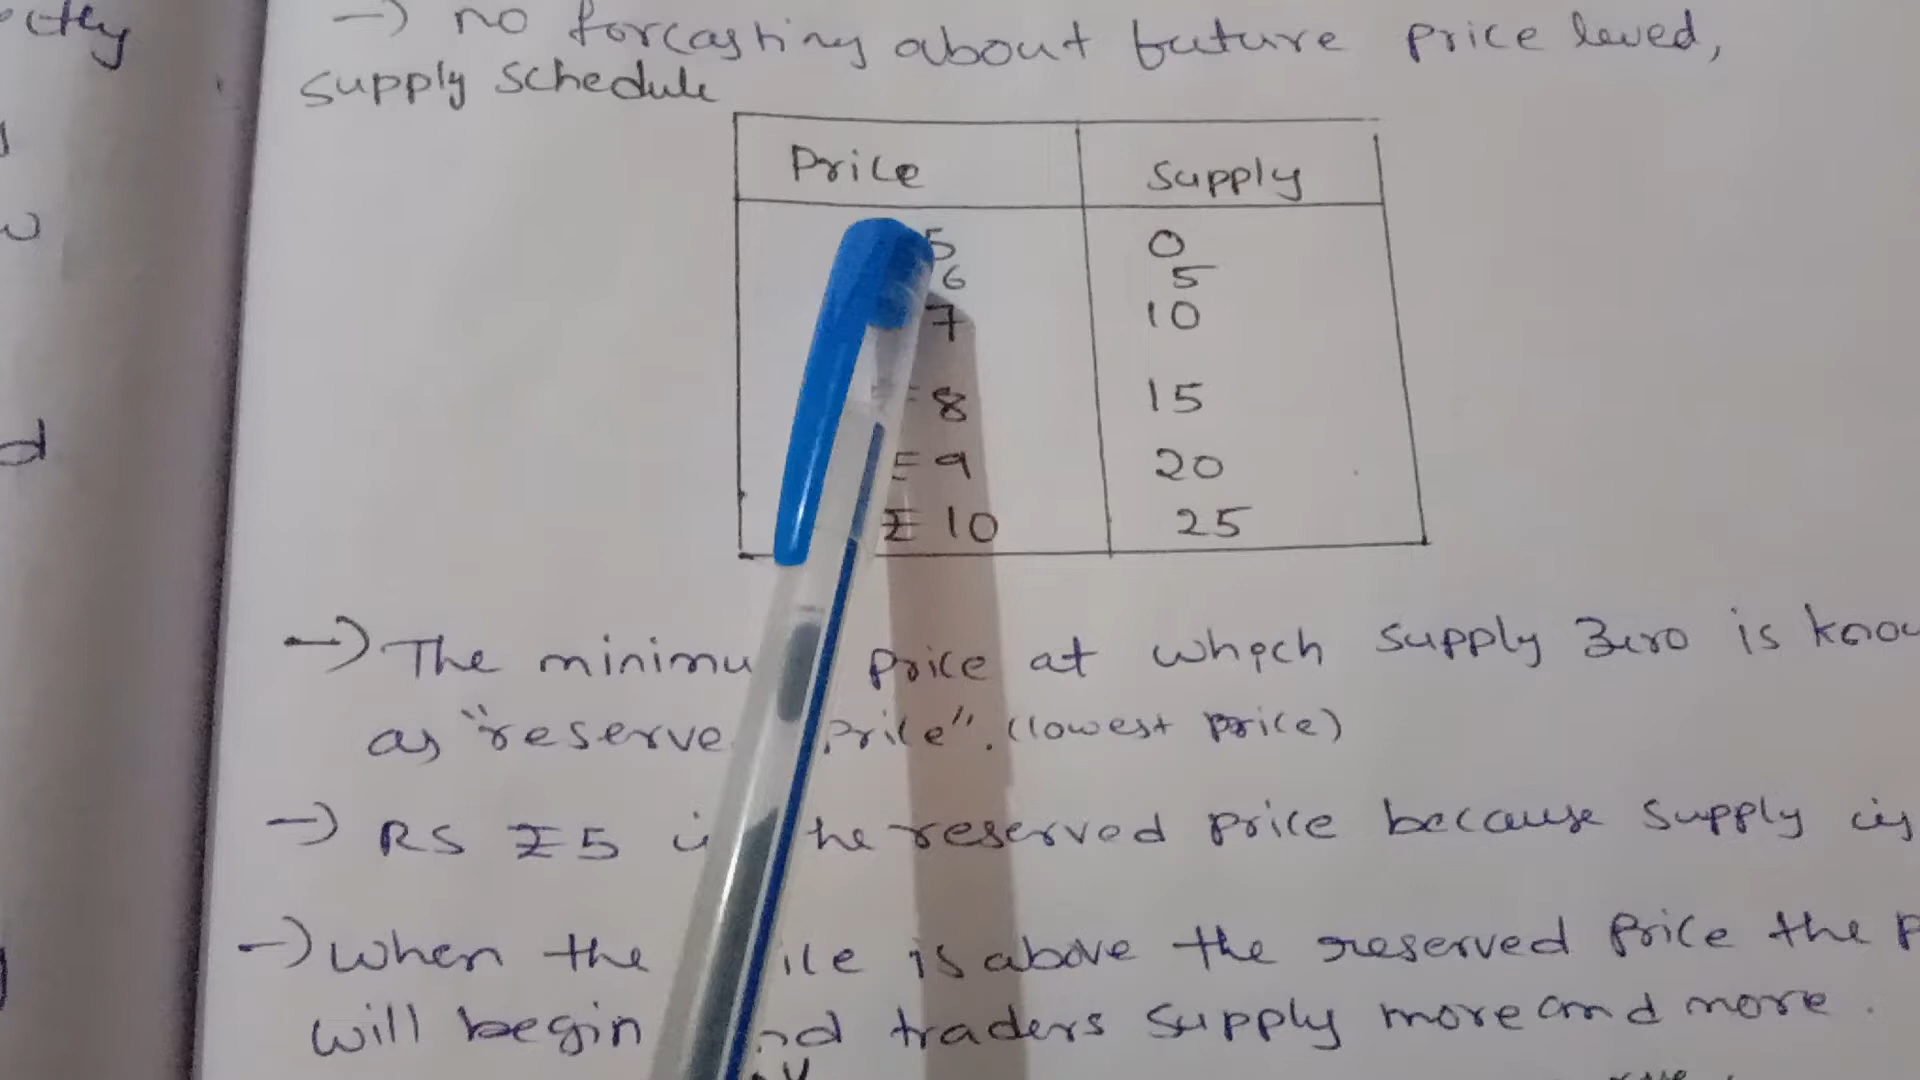 ctly
→ no forcasting about future price leved,
supply schedule
Price Supply
5 0
6 5
7 10
8 15
₹ 9 20
₹ 10 25
d
→ The minimu price at which supply zero is know
as "reserve price". (lowest price)
→ RS ₹5 the reserved price because supply is
→ When the is above the reserved price the
will begin traders supply more and more.